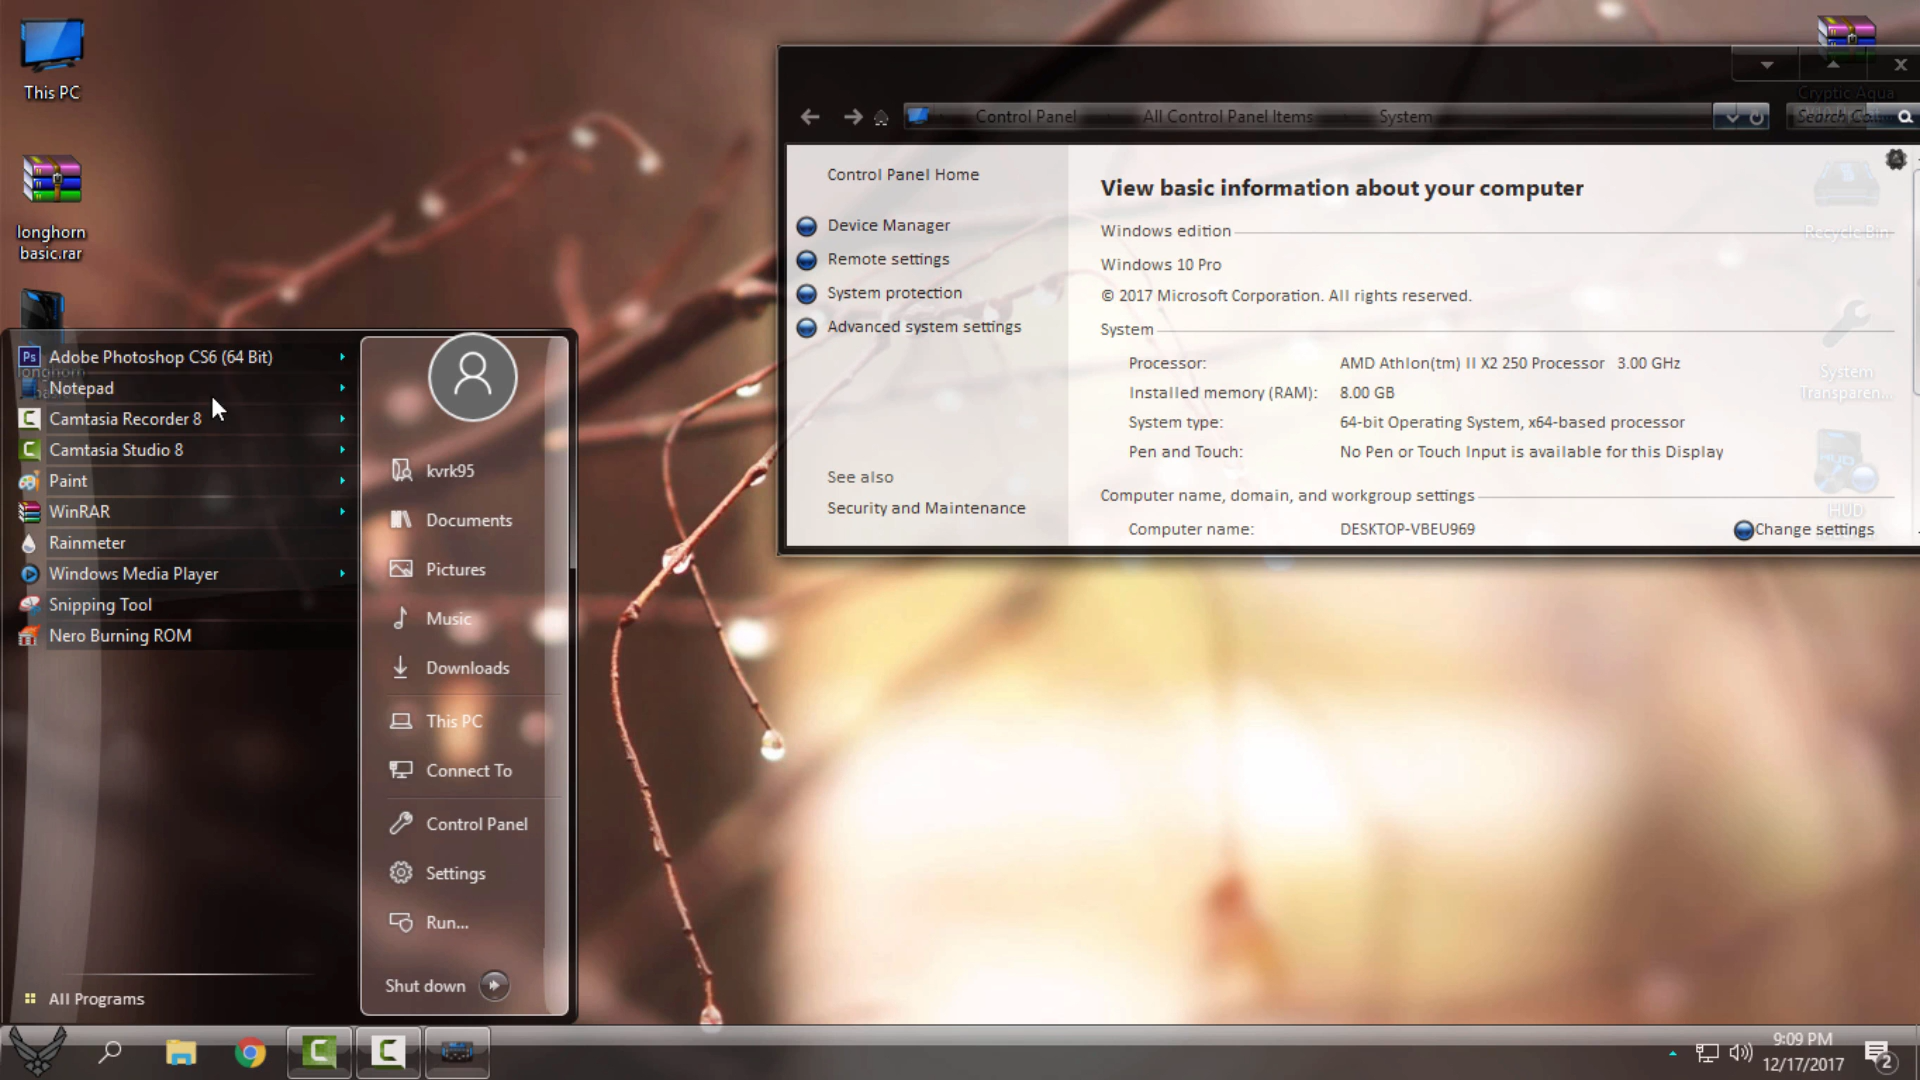 This PC
longhorn
basic.rar
Adobe Photoshop CS6 (64 Bit)
Notepad
Camtasia Recorder 8
Camtasia Studio 8
Paint
WinRAR
Rainmeter
Windows Media Player
Snipping Tool
Nero Burning ROM
All Programs
kvrk95
Documents
Pictures
Music
Downloads
This PC
Connect To
Control Panel
Settings
Run...
Shut down
Control Panel
All Control Panel Items
System
Search Co...
Control Panel Home
Device Manager
Remote settings
System protection
Advanced system settings
See also
Security and Maintenance
View basic information about your computer
Windows edition
Windows 10 Pro
© 2017 Microsoft Corporation. All rights reserved.
System
Processor: AMD Athlon(tm) II X2 250 Processor 3.00 GHz
Installed memory (RAM): 8.00 GB
System type: 64-bit Operating System, x64-based processor
Pen and Touch: No Pen or Touch Input is available for this Display
Computer name, domain, and workgroup settings
Computer name: DESKTOP-VBEU969
Change settings
Cryptic Aqua
Recycle Bin
System
Transparen...
HUD
9:09 PM
12/17/2017
2